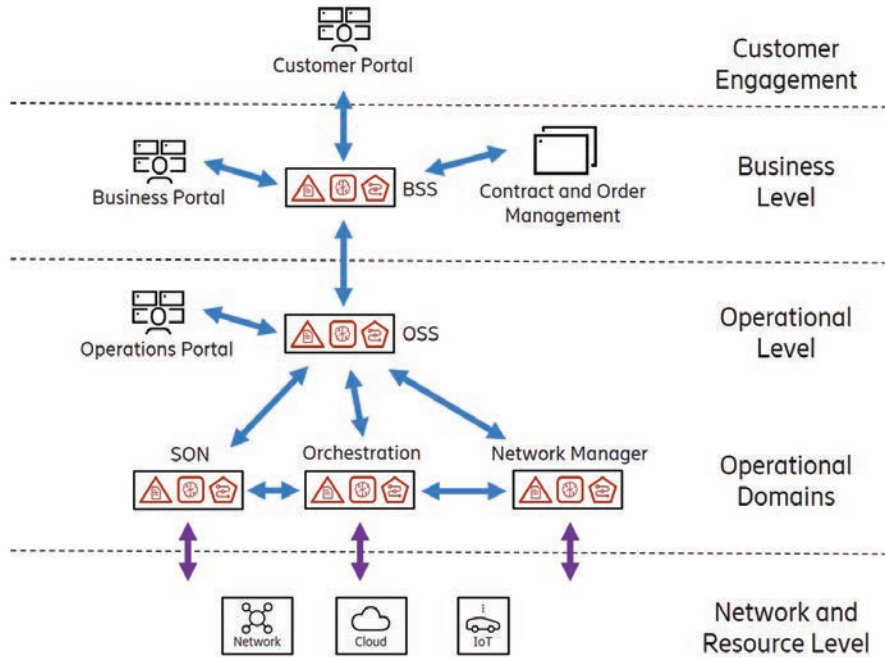 Customer Portal
Customer
Engagement
Business Portal
BSS
Contract and Order
Management
Business
Level
Operations Portal
OSS
Operational
Level
SON
Orchestration
Network Manager
Operational
Domains
Network
Cloud
IoT
Network and
Resource Level